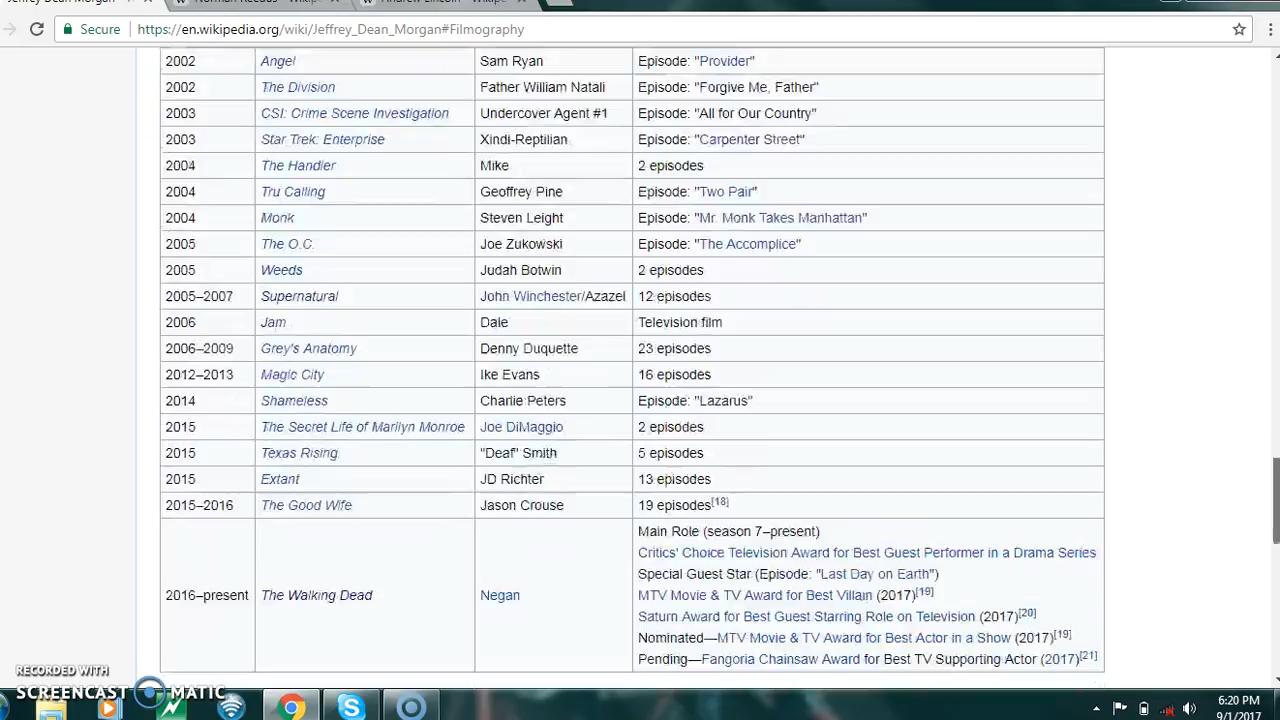 Jeffrey Dean Morgan - Norman Reedus - Wikip Andrew Lincoln - Wikip
Secure https://en.wikipedia.org/wiki/Jeffrey_Dean_Morgan#Filmography
2002 Angel Sam Ryan Episode: "Provider"
2002 The Division Father William Natali Episode: "Forgive Me, Father"
2003 CSI: Crime Scene Investigation Undercover Agent #1 Episode: "All for Our Country"
2003 Star Trek: Enterprise Xindi-Reptilian Episode: "Carpenter Street"
2004 The Handler Mike 2 episodes
2004 Tru Calling Geoffrey Pine Episode: "Two Pair"
2004 Monk Steven Leight Episode: "Mr. Monk Takes Manhattan"
2005 The O.C. Joe Zukowski Episode: "The Accomplice"
2005 Weeds Judah Botwin 2 episodes
2005–2007 Supernatural John Winchester/Azazel 12 episodes
2006 Jam Dale Television film
2006–2009 Grey's Anatomy Denny Duquette 23 episodes
2012–2013 Magic City Ike Evans 16 episodes
2014 Shameless Charlie Peters Episode: "Lazarus"
2015 The Secret Life of Marilyn Monroe Joe DiMaggio 2 episodes
2015 Texas Rising "Deaf" Smith 5 episodes
2015 Extant JD Richter 13 episodes
2015–2016 The Good Wife Jason Crouse 19 episodes[18]
Main Role (season 7–present)
Critics' Choice Television Award for Best Guest Performer in a Drama Series
Special Guest Star (Episode: "Last Day on Earth")
2016–present The Walking Dead Negan MTV Movie & TV Award for Best Villain (2017)[19]
Saturn Award for Best Guest Starring Role on Television (2017)[20]
Nominated—MTV Movie & TV Award for Best Actor in a Show (2017)[19]
Pending—Fangoria Chainsaw Award for Best TV Supporting Actor (2017)[21]
RECORDED WITH
SCREENCAST MATIC
6:20 PM
9/1/2017